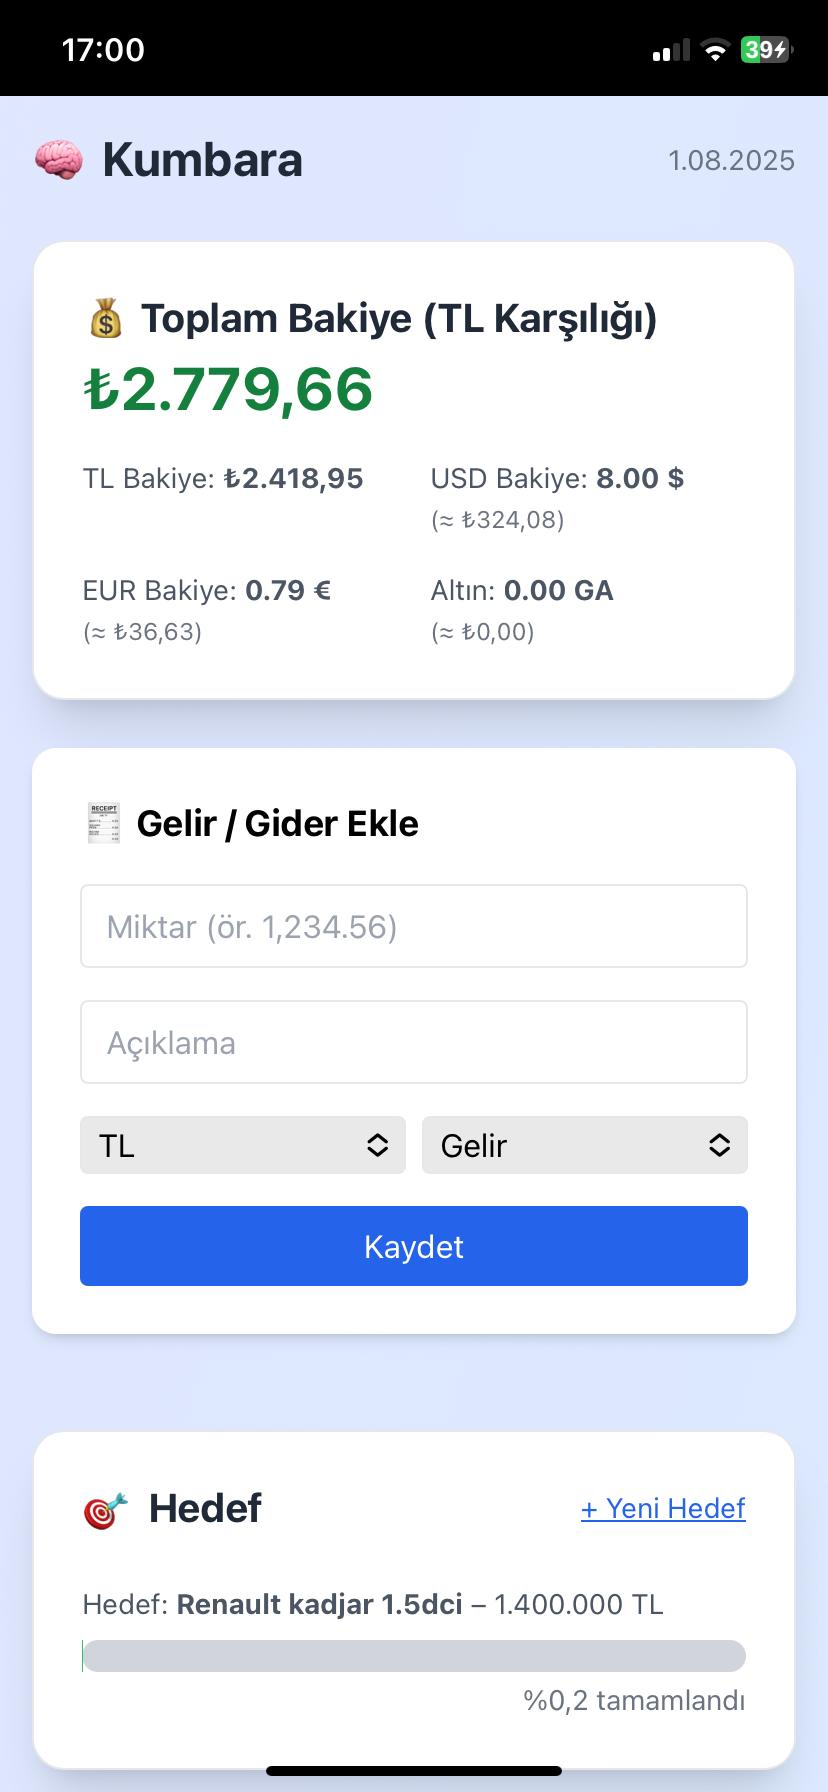 17:00
39
Kumbara
1.08.2025
Toplam Bakiye (TL Karşılığı)
₺2.779,66
TL Bakiye: ₺2.418,95
USD Bakiye: 8.00 $
(≈ ₺324,08)
EUR Bakiye: 0.79 €
(≈ ₺36,63)
Altın: 0.00 GA
(≈ ₺0,00)
RECEIPT
Gelir / Gider Ekle
Miktar (ör. 1,234.56)
Açıklama
TL
Gelir
Kaydet
Hedef
+ Yeni Hedef
Hedef: Renault kadjar 1.5dci – 1.400.000 TL
%0,2 tamamlandı